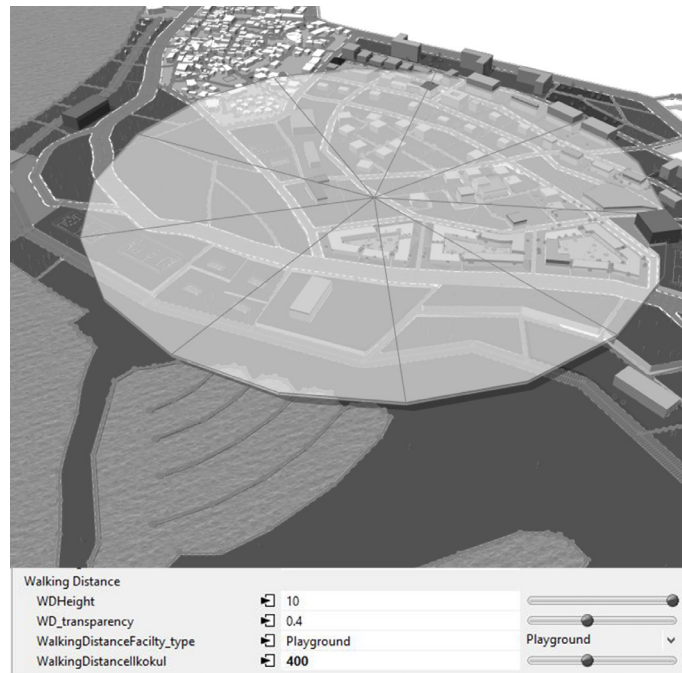 Walking Distance
WDHeight 10
WD_transparency 0.4
WalkingDistanceFacilty_type Playground Playground
WalkingDistanceIlkokul 400